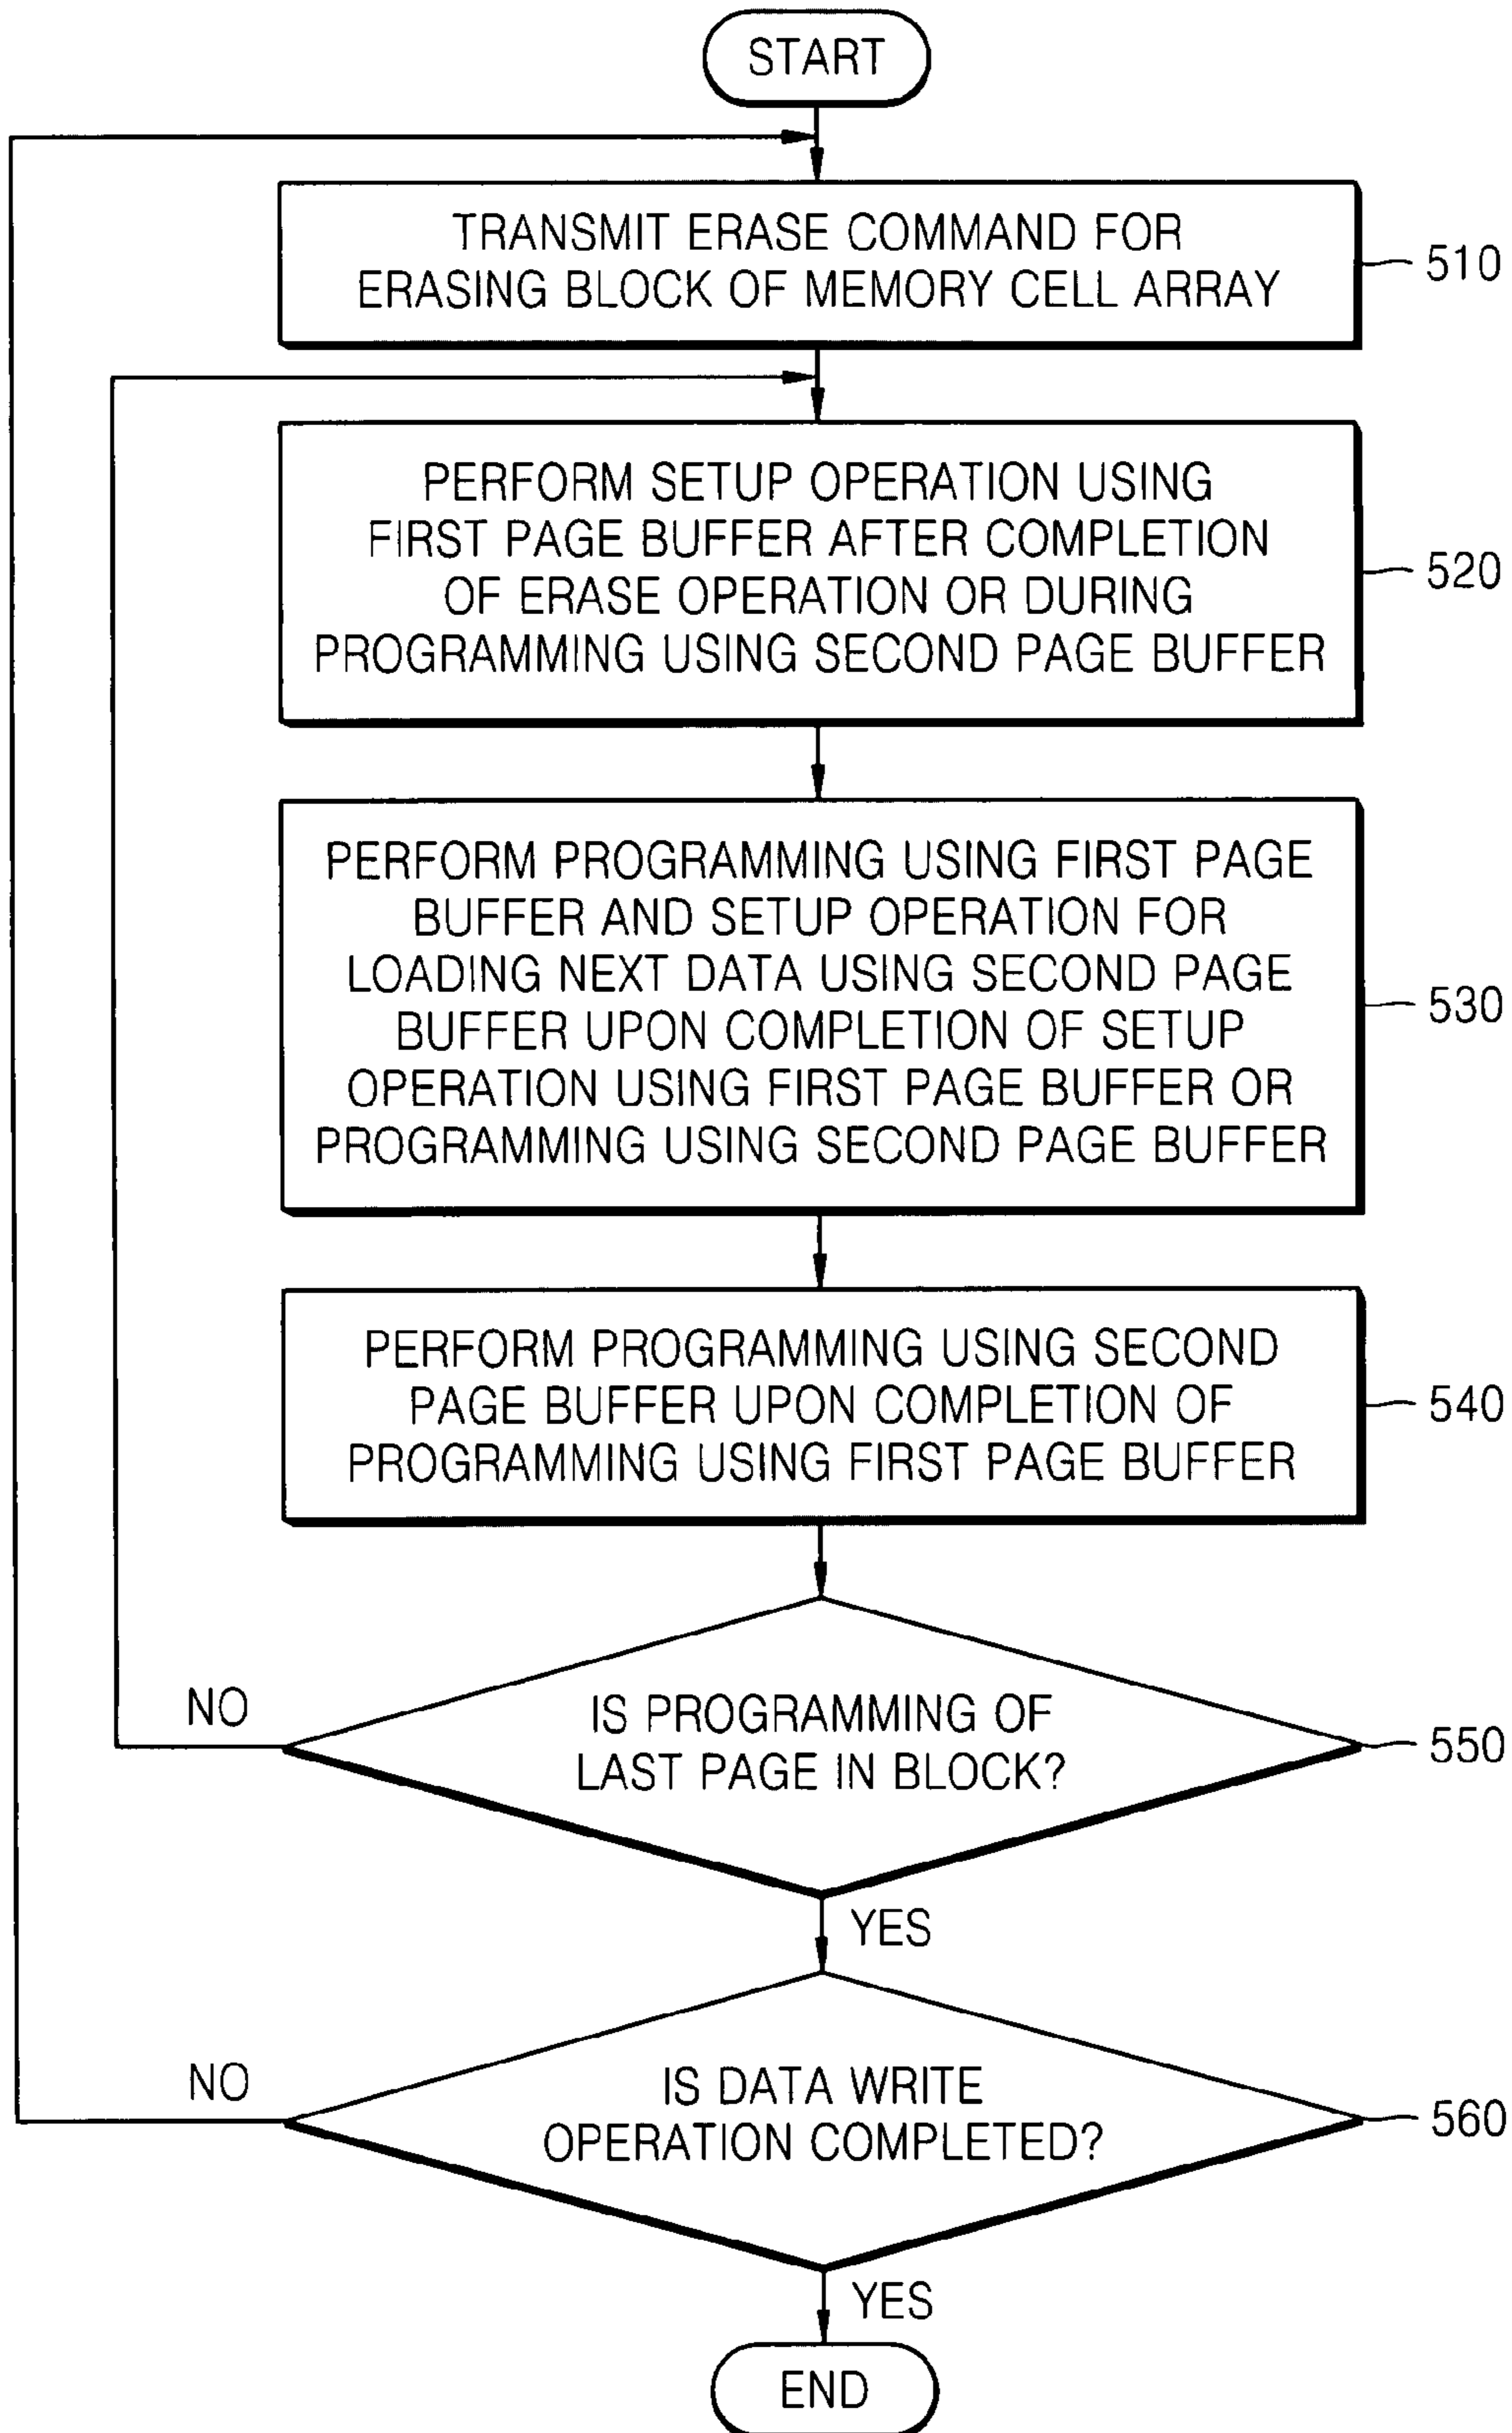 START
TRANSMIT ERASE COMMAND FOR
ERASING BLOCK OF MEMORY CELL ARRAY
510
PERFORM SETUP OPERATION USING
FIRST PAGE BUFFER AFTER COMPLETION
OF ERASE OPERATION OR DURING
PROGRAMMING USING SECOND PAGE BUFFER
520
PERFORM PROGRAMMING USING FIRST PAGE
BUFFER AND SETUP OPERATION FOR
LOADING NEXT DATA USING SECOND PAGE
BUFFER UPON COMPLETION OF SETUP
OPERATION USING FIRST PAGE BUFFER OR
PROGRAMMING USING SECOND PAGE BUFFER
530
PERFORM PROGRAMMING USING SECOND
PAGE BUFFER UPON COMPLETION OF
PROGRAMMING USING FIRST PAGE BUFFER
540
NO
IS PROGRAMMING OF
LAST PAGE IN BLOCK?
550
YES
NO
IS DATA WRITE
OPERATION COMPLETED?
560
YES
END